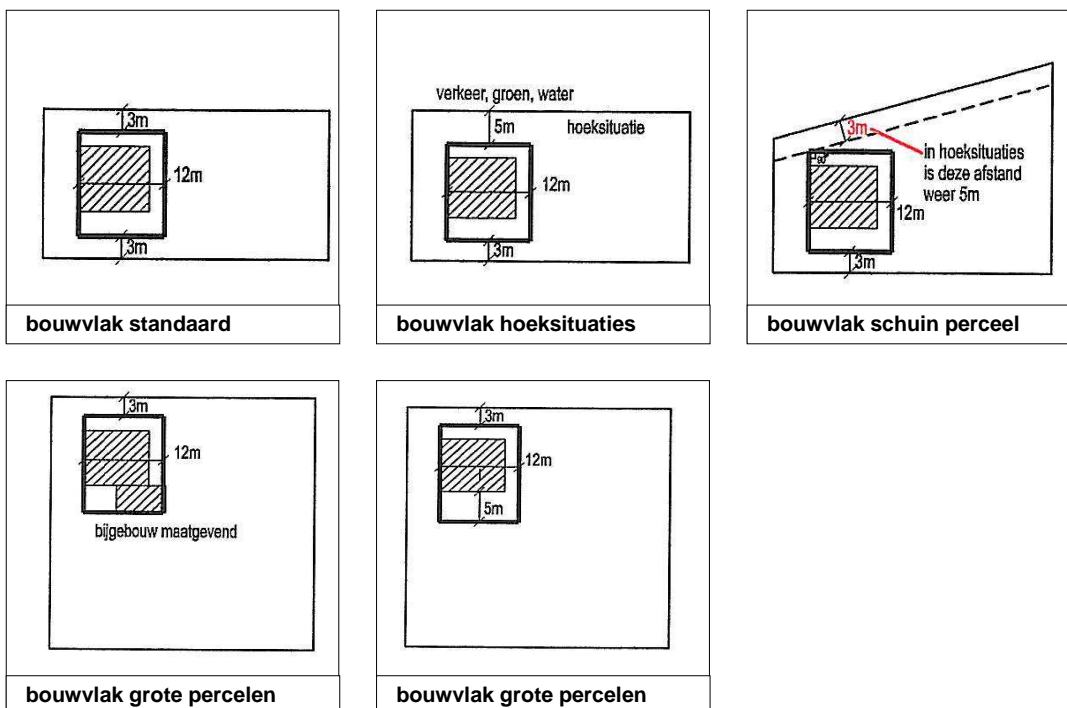 3m
12m
3m
bouwvlak standaard
verkeer, groen, water
5m
hoeksituatie
12m
3m
bouwvlak hoeksituaties
3m
in hoeksituaties
is deze afstand
weer 5m
90°
12m
3m
bouwvlak schuin perceel
3m
12m
bijgebouw maatgevend
bouwvlak grote percelen
3m
12m
5m
bouwvlak grote percelen